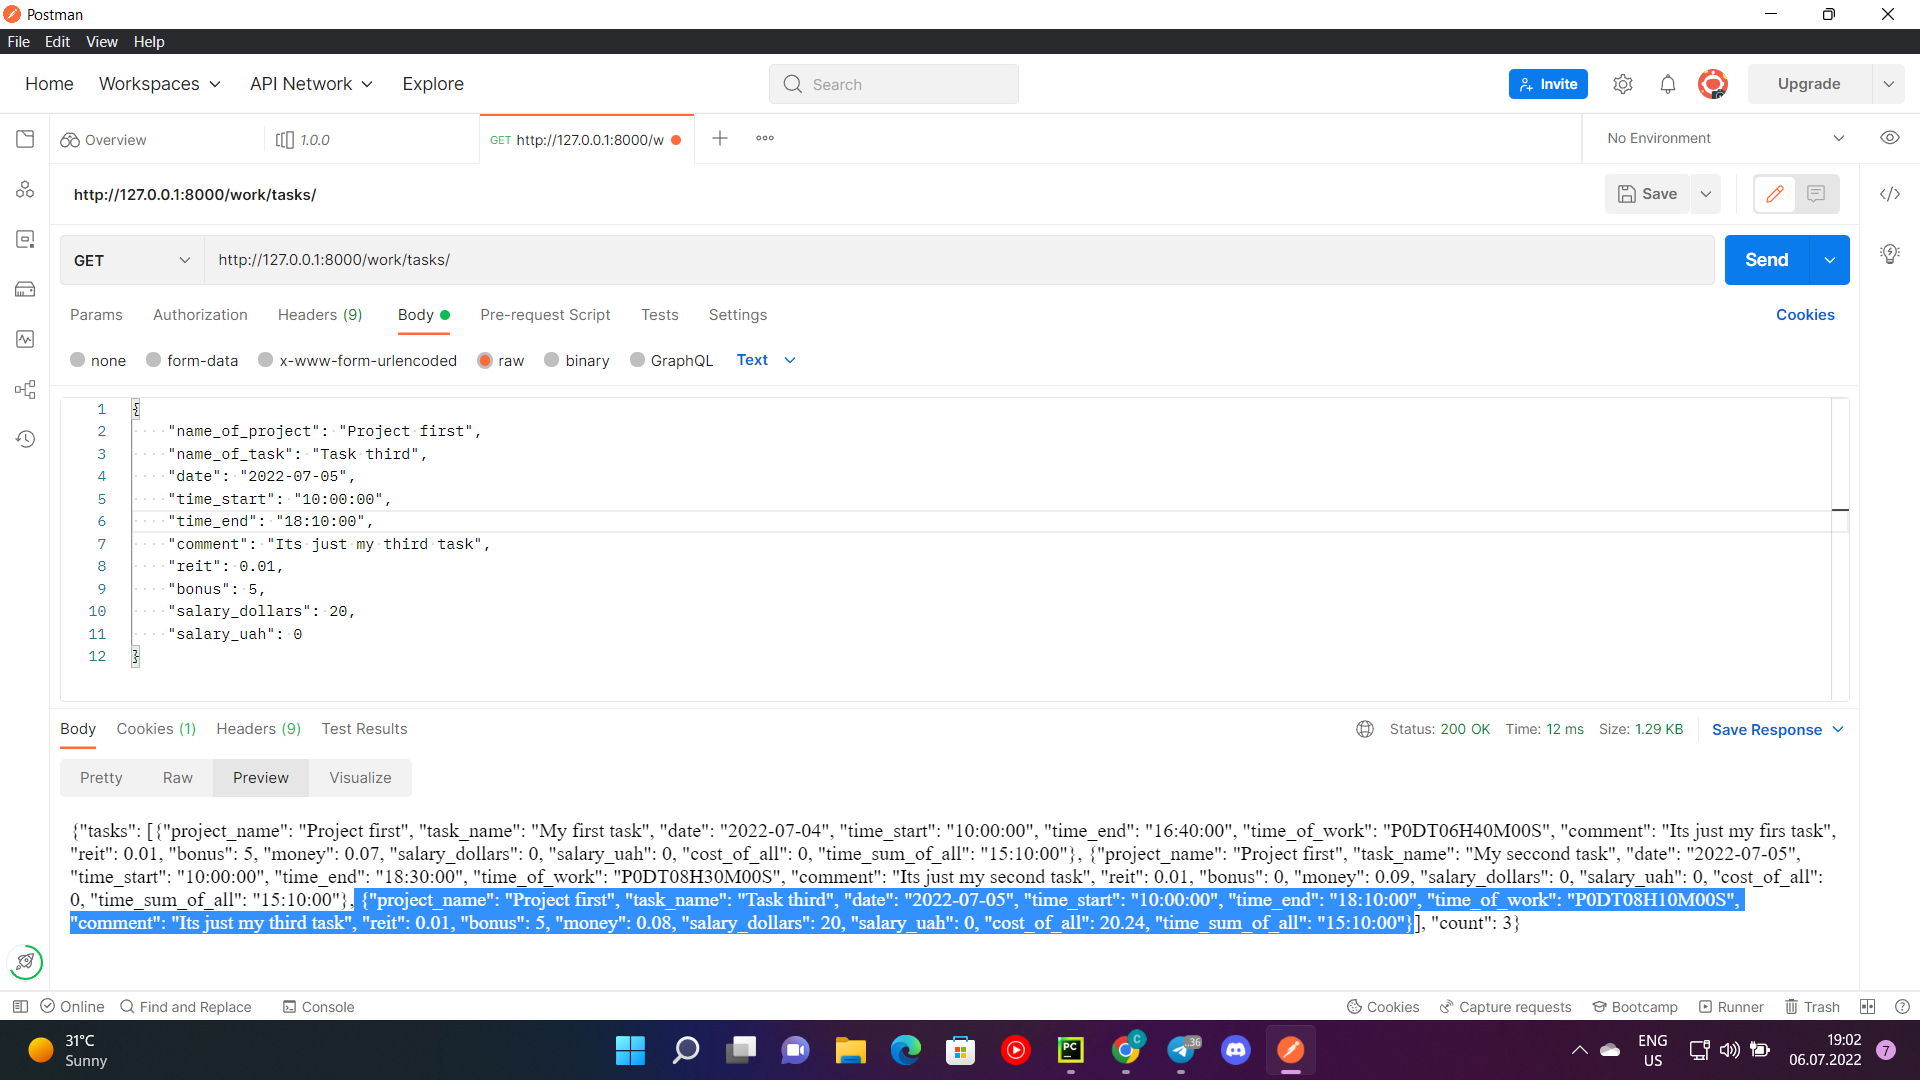 Postman
File Edit View Help
Home Workspaces API Network Explore Search Invite Upgrade
Overview 1.0.0 GET http://127.0.0.1:8000/w No Environment
http://127.0.0.1:8000/work/tasks/ Save
GET http://127.0.0.1:8000/work/tasks/ Send
Params Authorization Headers (9) Body Pre-request Script Tests Settings Cookies
none form-data x-www-form-urlencoded raw binary GraphQL Text
1 {
2 "name_of_project": "Project first",
3 "name_of_task": "Task third",
4 "date": "2022-07-05",
5 "time_start": "10:00:00",
6 "time_end": "18:10:00",
7 "comment": "Its just my third task",
8 "reit": 0.01,
9 "bonus": 5,
10 "salary_dollars": 20,
11 "salary_uah": 0
12 }
Body Cookies (1) Headers (9) Test Results Status: 200 OK Time: 12 ms Size: 1.29 KB Save Response
Pretty Raw Preview Visualize
{"tasks": [{"project_name": "Project first", "task_name": "My first task", "date": "2022-07-04", "time_start": "10:00:00", "time_end": "16:40:00", "time_of_work": "P0DT06H40M00S", "comment": "Its just my firs task",
"reit": 0.01, "bonus": 5, "money": 0.07, "salary_dollars": 0, "salary_uah": 0, "cost_of_all": 0, "time_sum_of_all": "15:10:00"}, {"project_name": "Project first", "task_name": "My seccond task", "date": "2022-07-05",
"time_start": "10:00:00", "time_end": "18:30:00", "time_of_work": "P0DT08H30M00S", "comment": "Its just my second task", "reit": 0.01, "bonus": 0, "money": 0.09, "salary_dollars": 0, "salary_uah": 0, "cost_of_all":
0, "time_sum_of_all": "15:10:00"}, {"project_name": "Project first", "task_name": "Task third", "date": "2022-07-05", "time_start": "10:00:00", "time_end": "18:10:00", "time_of_work": "P0DT08H10M00S",
"comment": "Its just my third task", "reit": 0.01, "bonus": 5, "money": 0.08, "salary_dollars": 20, "salary_uah": 0, "cost_of_all": 20.24, "time_sum_of_all": "15:10:00"}], "count": 3}
Online Find and Replace Console Cookies Capture requests Bootcamp Runner Trash
31°C
Sunny
PC
C
36
ENG
US
19:02
06.07.2022
7